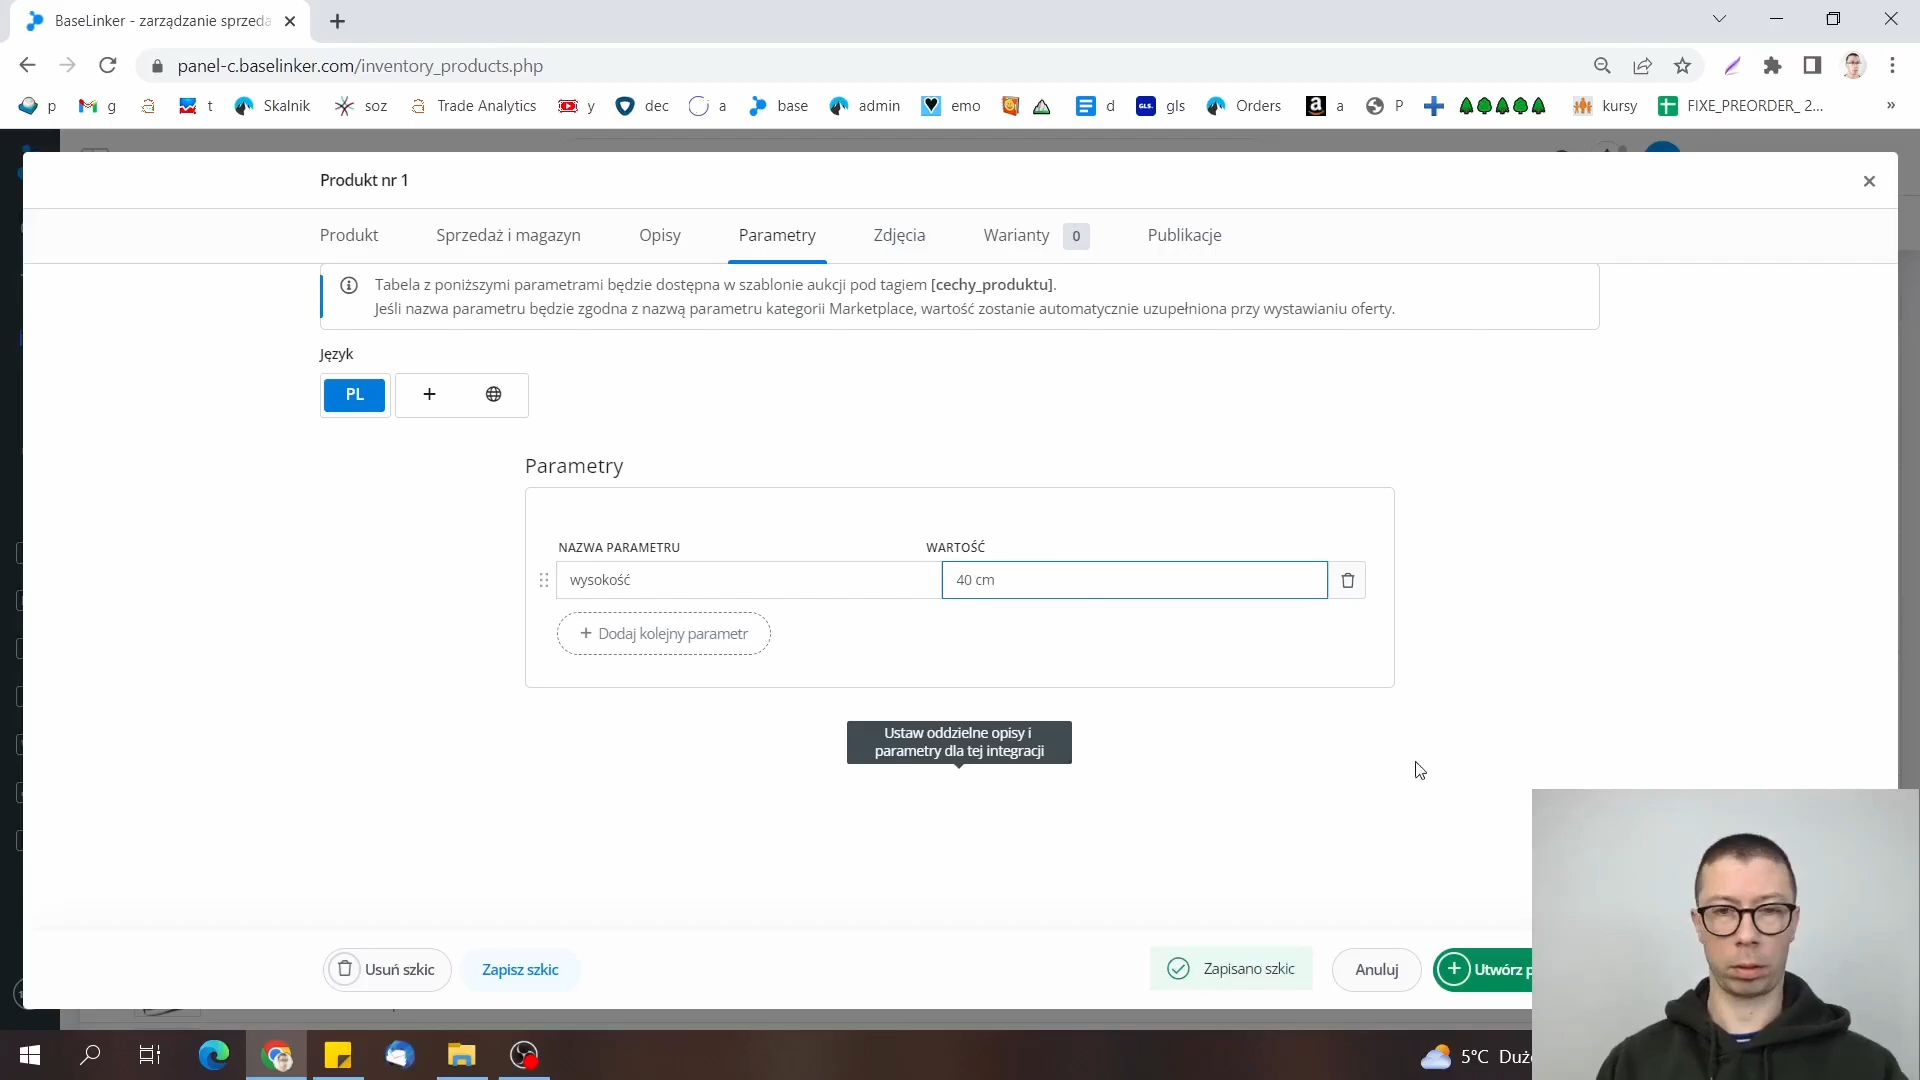 BaseLinker - zarządzanie sprzeda
panel-c.baselinker.com/inventory_products.php
p
g
t
Skalnik
soz
Trade Analytics
y
dec
a
base
admin
emo
d
GLS.
gls
Orders
a
a
P
kursy
FIXE_PREORDER_ 2...
»
Produkt nr 1
Produkt
Sprzedaż i magazyn
Opisy
Parametry
Zdjęcia
Warianty 0
Publikacje
Tabela z poniższymi parametrami będzie dostępna w szablonie aukcji pod tagiem [cechy_produktu].
Jeśli nazwa parametru będzie zgodna z nazwą parametru kategorii Marketplace, wartość zostanie automatycznie uzupełniona przy wystawianiu oferty.
Język
PL
+
Parametry
NAZWA PARAMETRU
WARTOŚĆ
wysokość
40 cm
+ Dodaj kolejny parametr
Ustaw oddzielne opisy i
parametry dla tej integracji
Usuń szkic
Zapisz szkic
Zapisano szkic
Anuluj
Utwórz p
5°C Duż